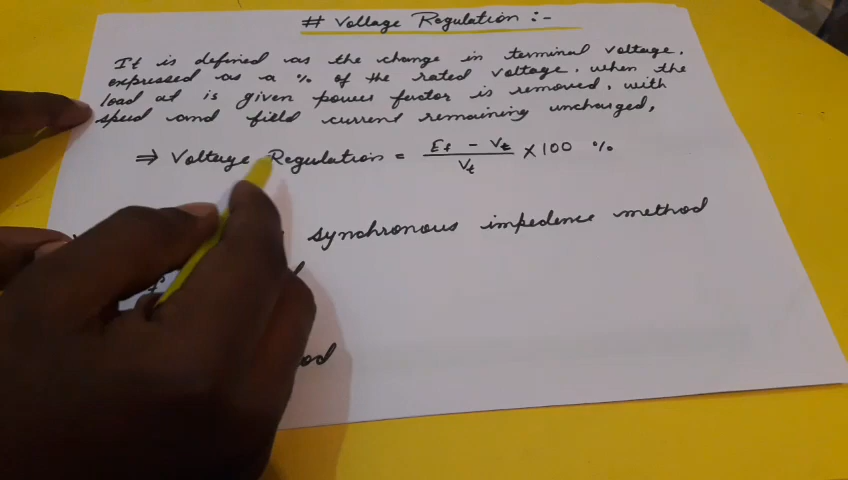 # Voltage Regulation :-
It is defined as the change in terminal voltage,
expressed as a % of the rated voltage, when the
load at is given power factor is removed, with
speed and field current remaining unchanged,
⇒ Voltage Regulation = (Ef - Vt) / Vt × 100 %
synchronous impedence method